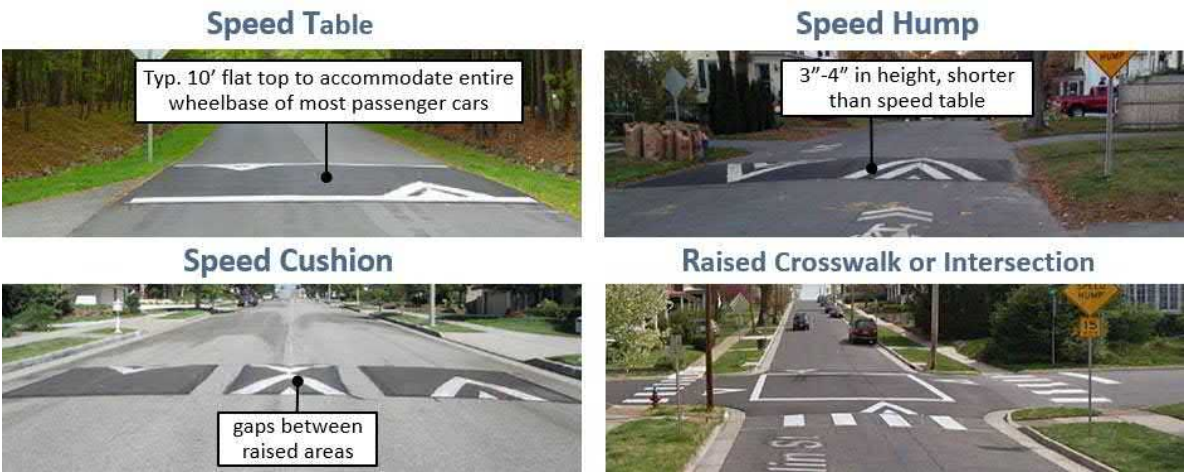 Speed Table
Typ. 10’ flat top to accommodate entire
wheelbase of most passenger cars
Speed Hump
3”-4” in height, shorter
than speed table
HUMP
Speed Cushion
gaps between
raised areas
Raised Crosswalk or Intersection
SPEED
HUMP
15
lin St